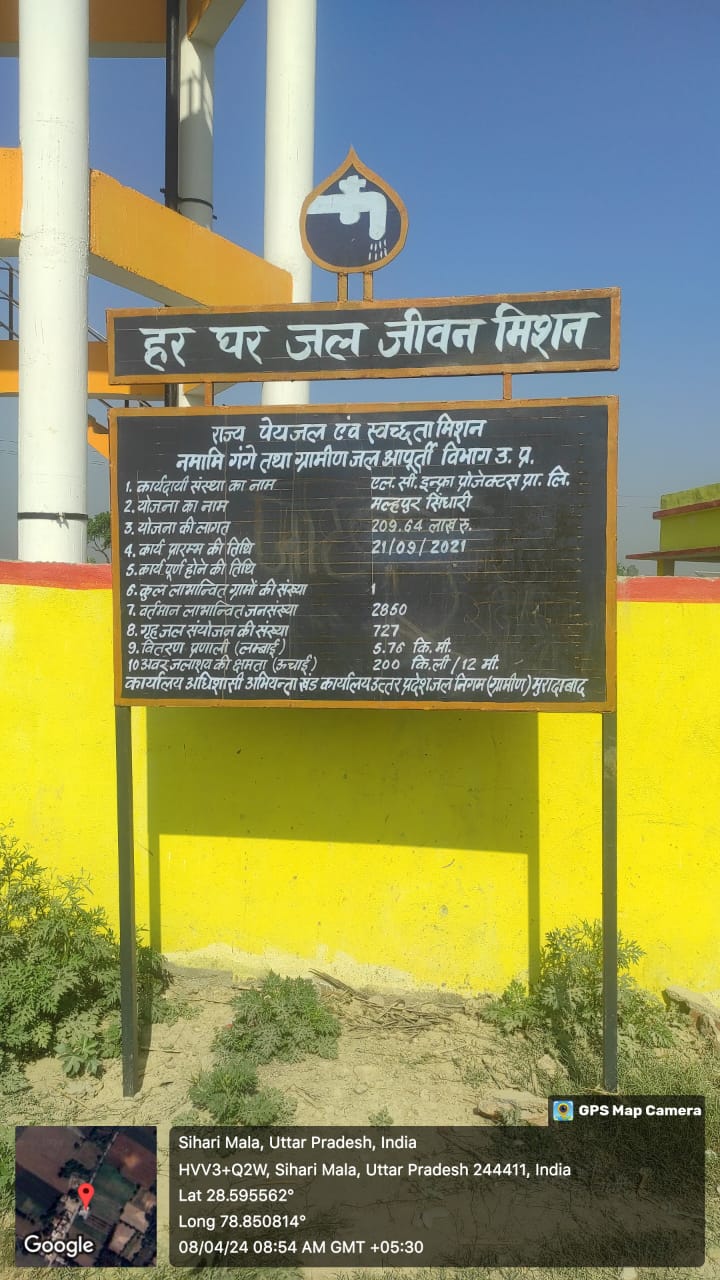 हर घर जल जीवन मिशन
राज्य पेयजल एवं स्वच्छता मिशन
नमामि गंगे तथा ग्रामीण जल आपूर्ती विभाग उ. प्र.
1. कार्यदायी संस्था का नाम एल. सी. इन्फ्रा प्रोजेक्टस प्रा. लि.
2. योजना का नाम मल्हपुर सिंधारी
3. योजना की लागत 209.64 लाख रु.
4. कार्य प्रारम्भ की तिथि 21/09/2021
5. कार्य पूर्ण होने की तिथि
6. कुल लाभान्वित ग्रामों की संख्या 1
7. वर्तमान लाभान्वित जनसंख्या 2860
8. गृह जल संयोजन की संख्या 727
9. वितरण प्रणाली (लम्बाई) 5.76 कि. मी.
10 अवर जलाशव की क्षमता (ऊचाई) 200 कि.ली / 12 मी.
कार्यालय अधिशासी अभियन्ता खंड कार्यालय उत्तर प्रदेश जल निगम (ग्रामीण) मुरादाबाद
GPS Map Camera
Sihari Mala, Uttar Pradesh, India
HVV3+Q2W, Sihari Mala, Uttar Pradesh 244411, India
Lat 28.595562°
Long 78.850814°
08/04/24 08:54 AM GMT +05:30
Google